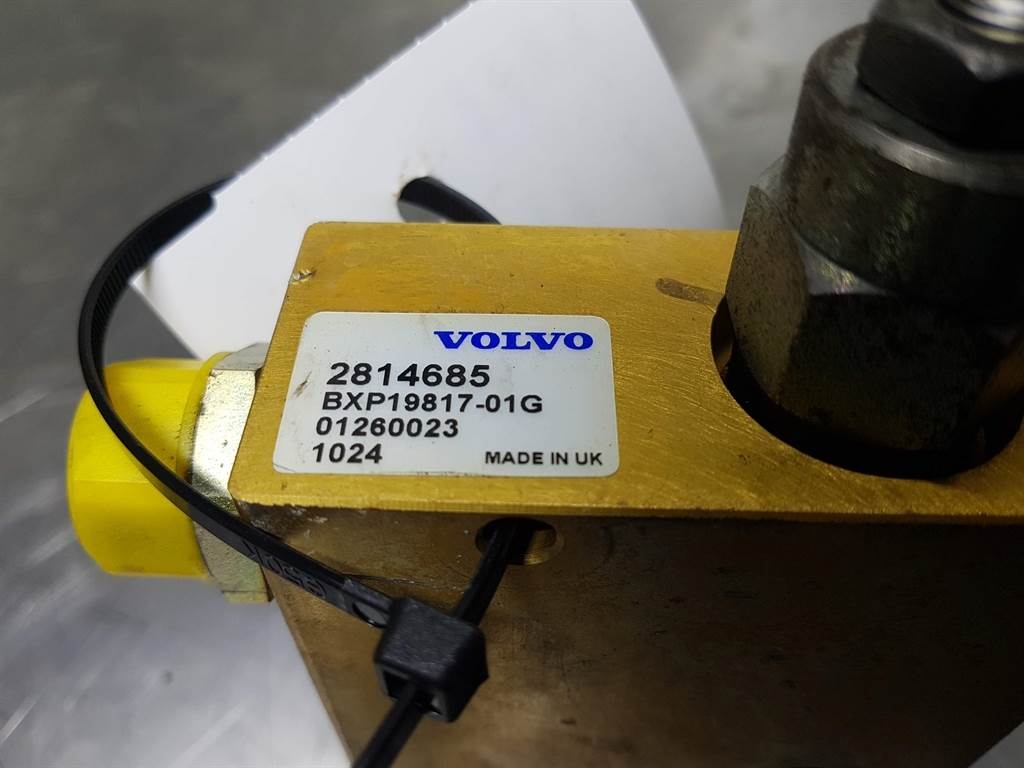 VOLVO
2814685
BXP19817-01G
01260023
1024 MADE IN UK